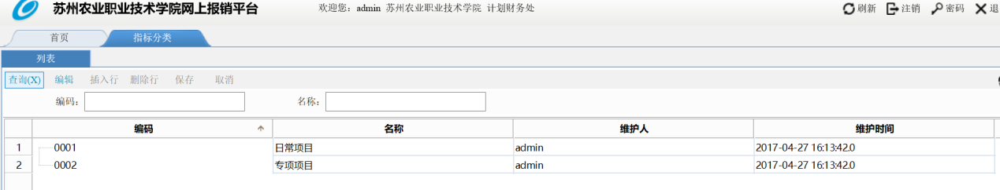 苏州农业职业技术学院网上报销平台 欢迎您：admin 苏州农业职业技术学院 计划财务处 刷新 注销 密码 退
首页 指标分类
列表
查询(X) 编辑 插入行 删除行 保存 取消
编码： 名称：
编码 名称 维护人 维护时间
1 0001 日常项目 admin 2017-04-27 16:13:42.0
2 0002 专项项目 admin 2017-04-27 16:13:42.0